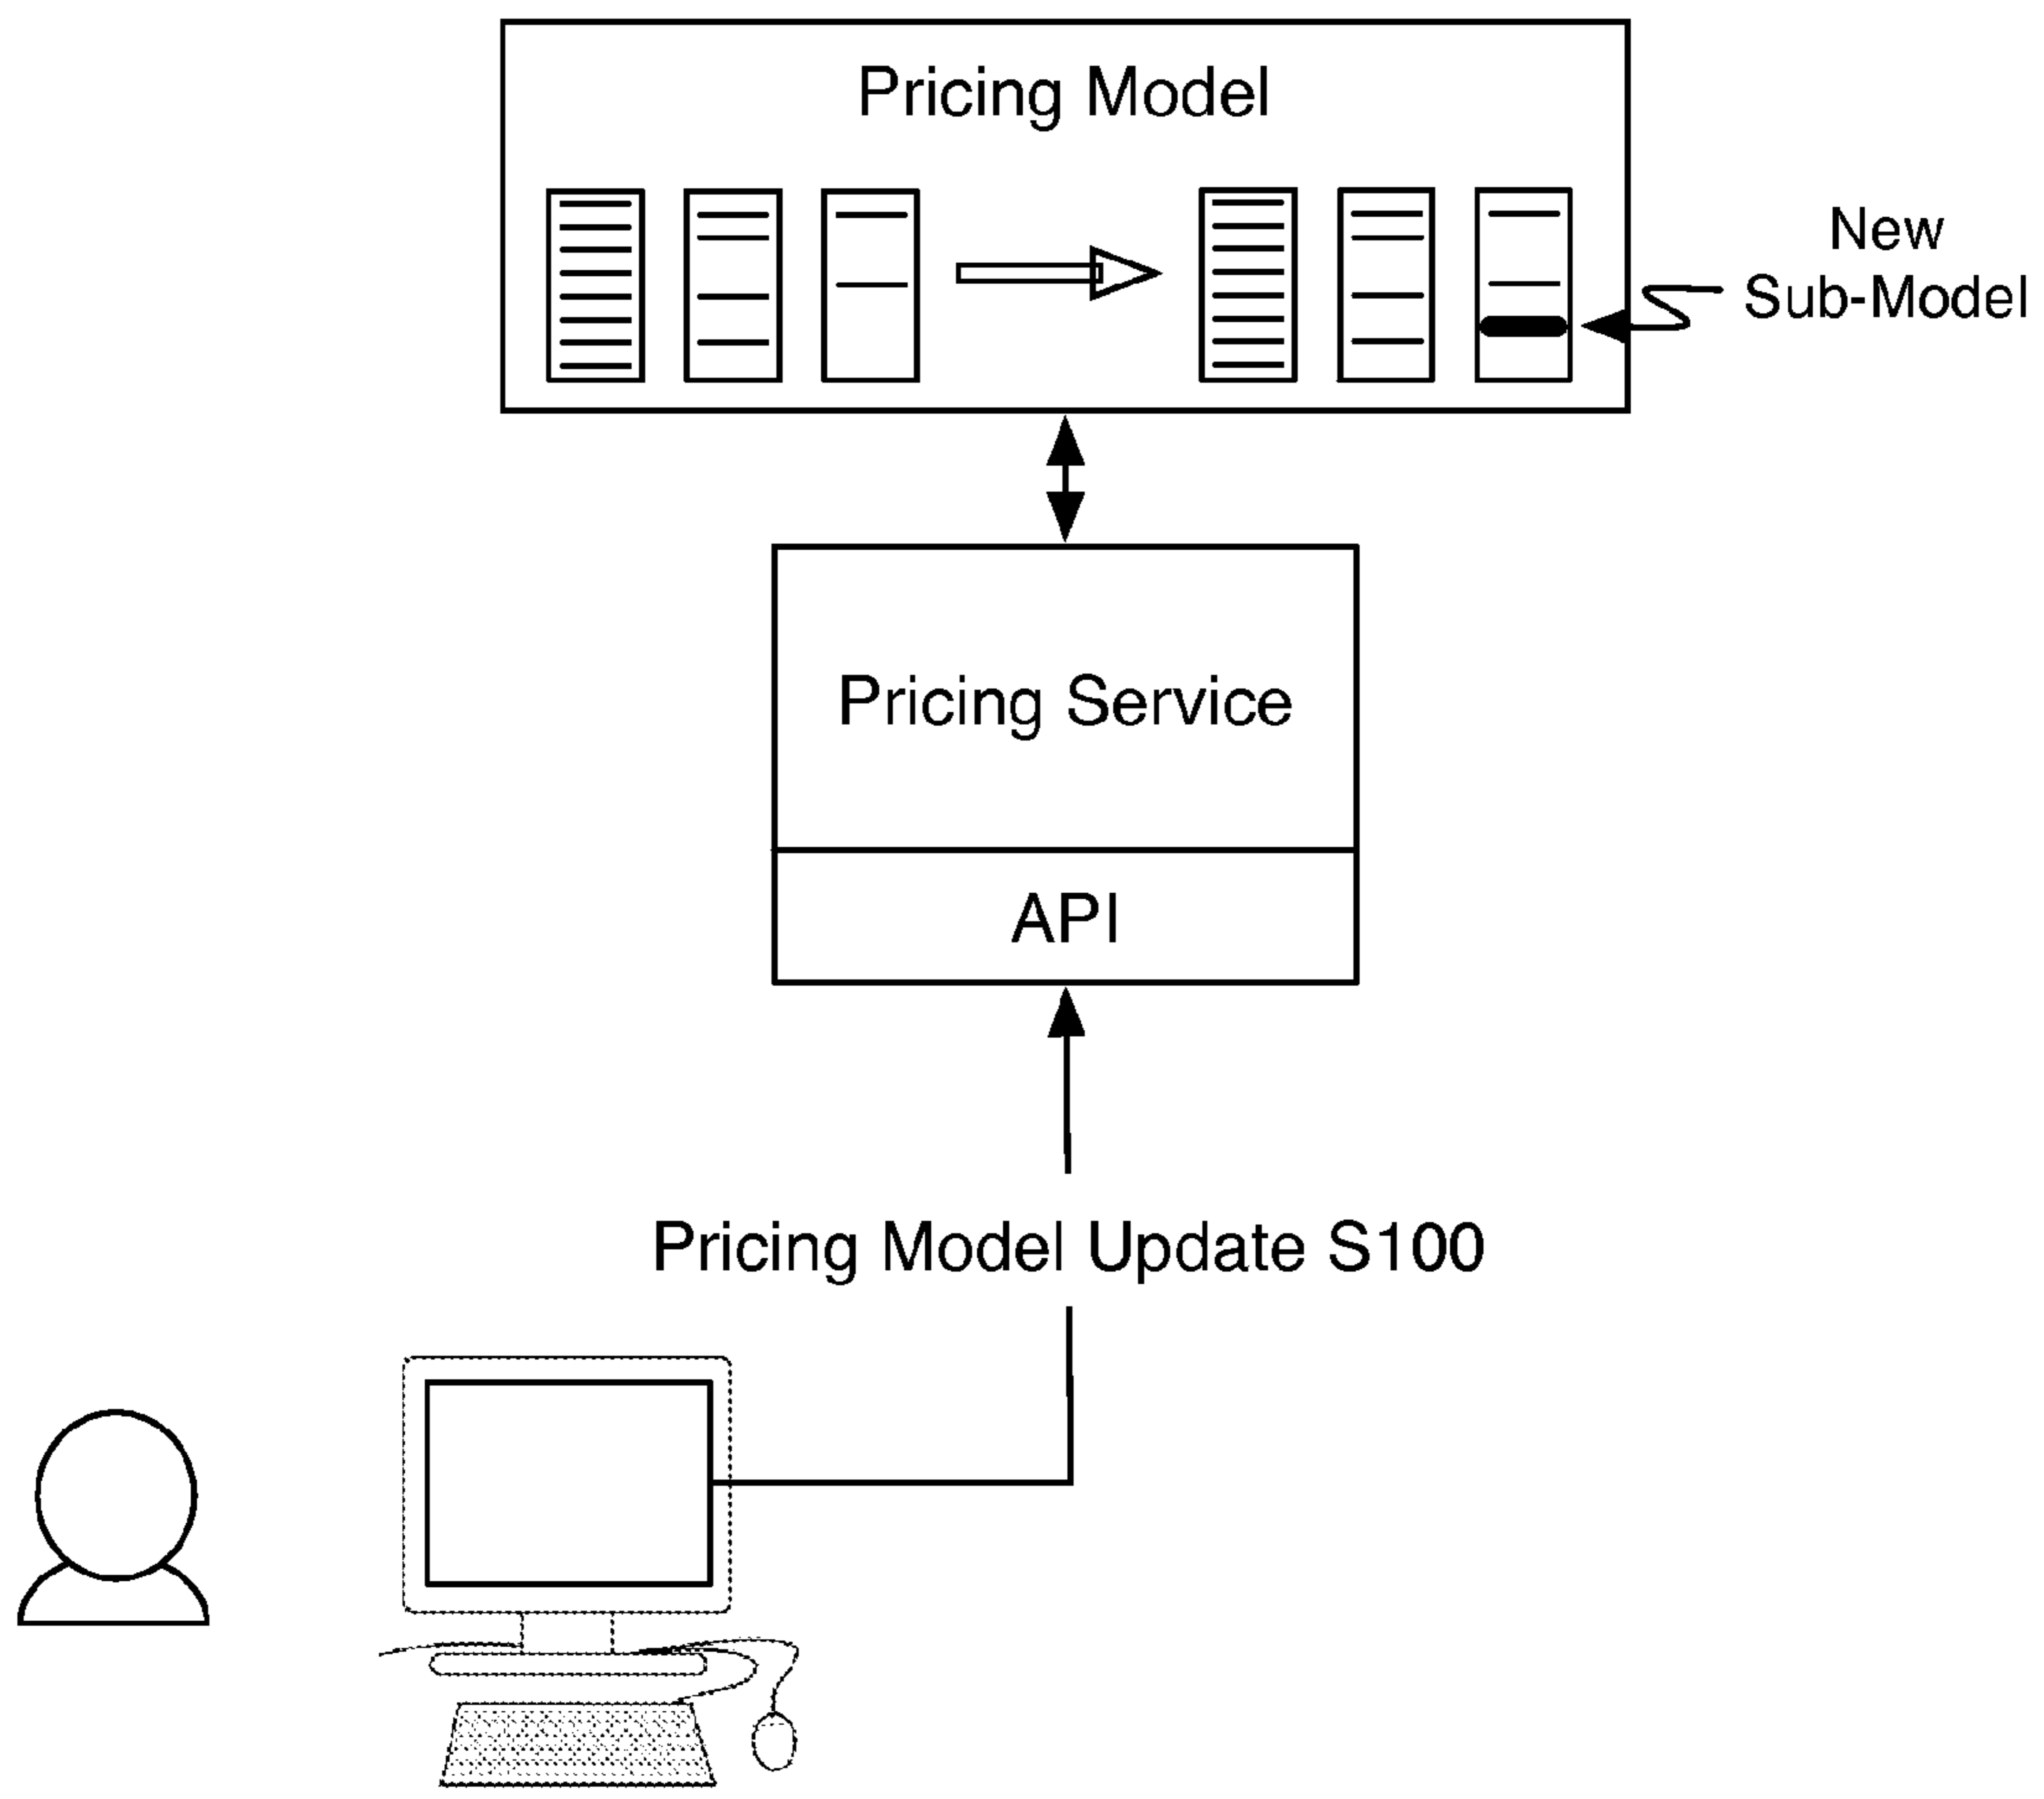 Pricing Model
New
Sub-Model
Pricing Service
API
Pricing Model Update S100